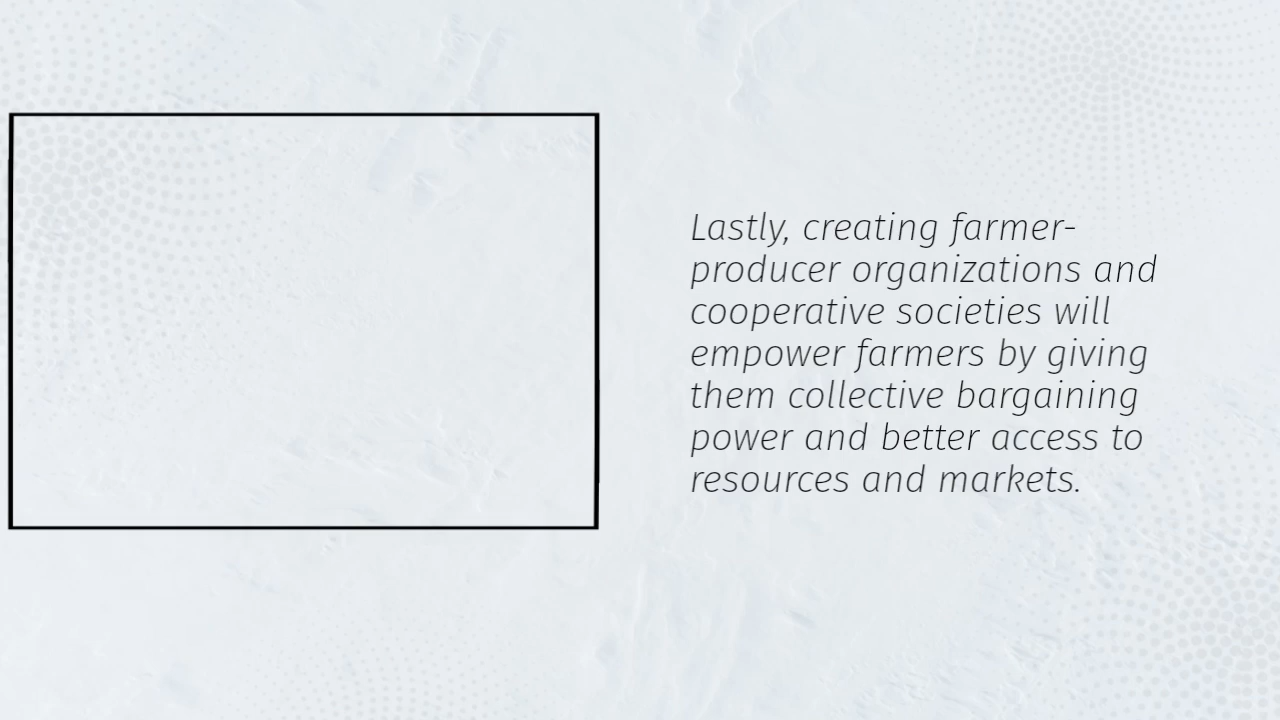 Lastly, creating farmer-
producer organizations and
cooperative societies will
empower farmers by giving
them collective bargaining
power and better access to
resources and markets.